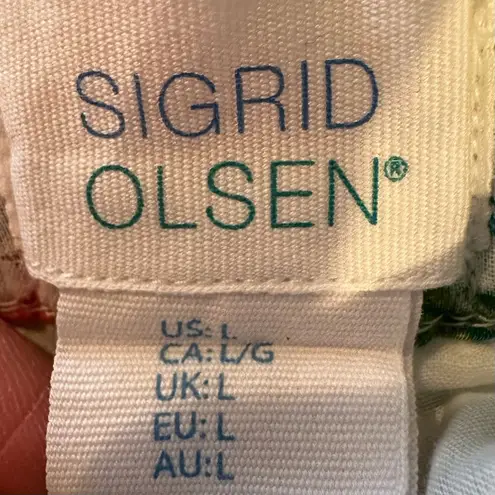 SIGRID
OLSEN®
US: L
CA: L/G
UK: L
EU: L
AU: L